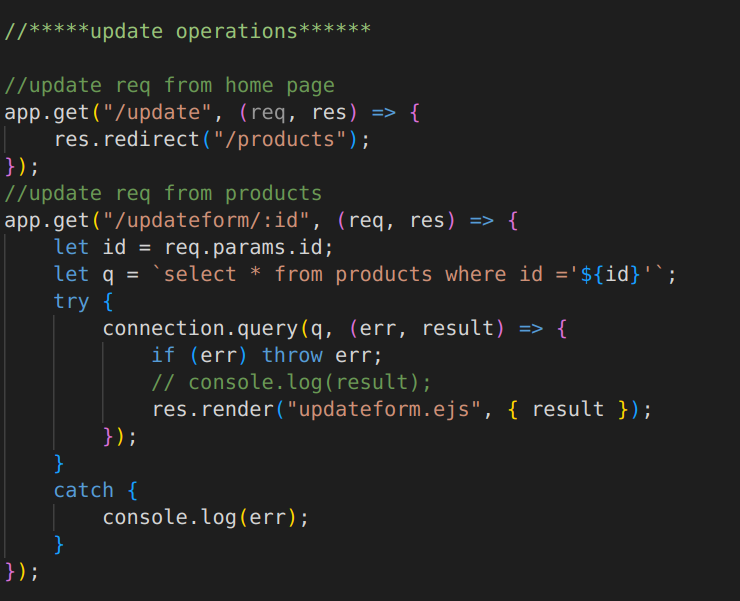 //*****update operations******
//update req from home page
app.get("/update", (req, res) => {
    res.redirect("/products");
});
//update req from products
app.get("/updateform/:id", (req, res) => {
    let id = req.params.id;
    let q = `select * from products where id ='${id}'`;
    try {
        connection.query(q, (err, result) => {
            if (err) throw err;
            // console.log(result);
            res.render("updateform.ejs", { result });
        });
    }
    catch {
        console.log(err);
    }
});